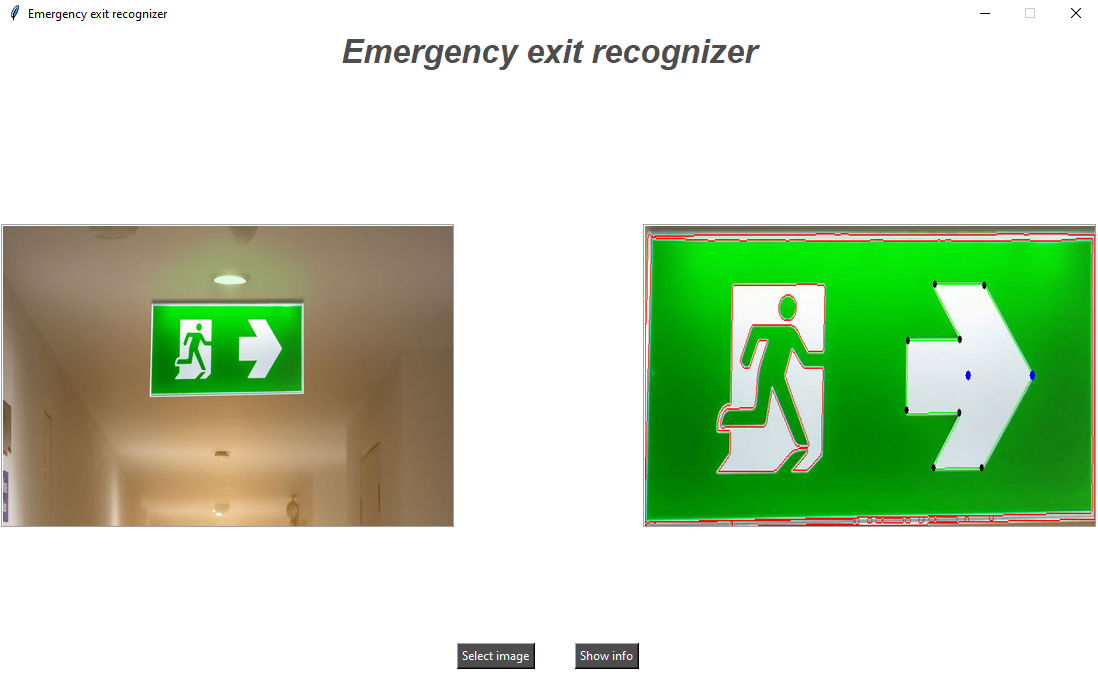 Emergency exit recognizer
Emergency exit recognizer
Select image
Show info